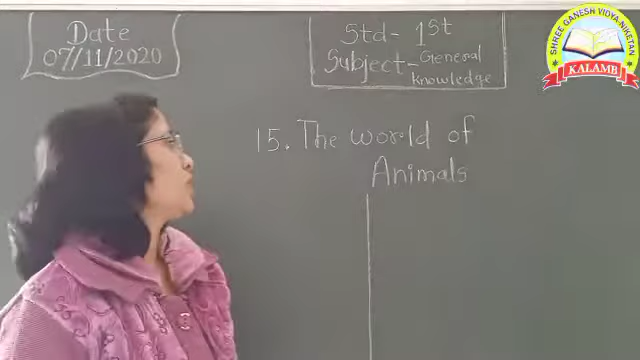 Date
07/11/2020
Std- 1st
Subject- General
knowledge
SHREE GANESH VIDYA-NIKETAN
KALAMB
15. The world of
Animals